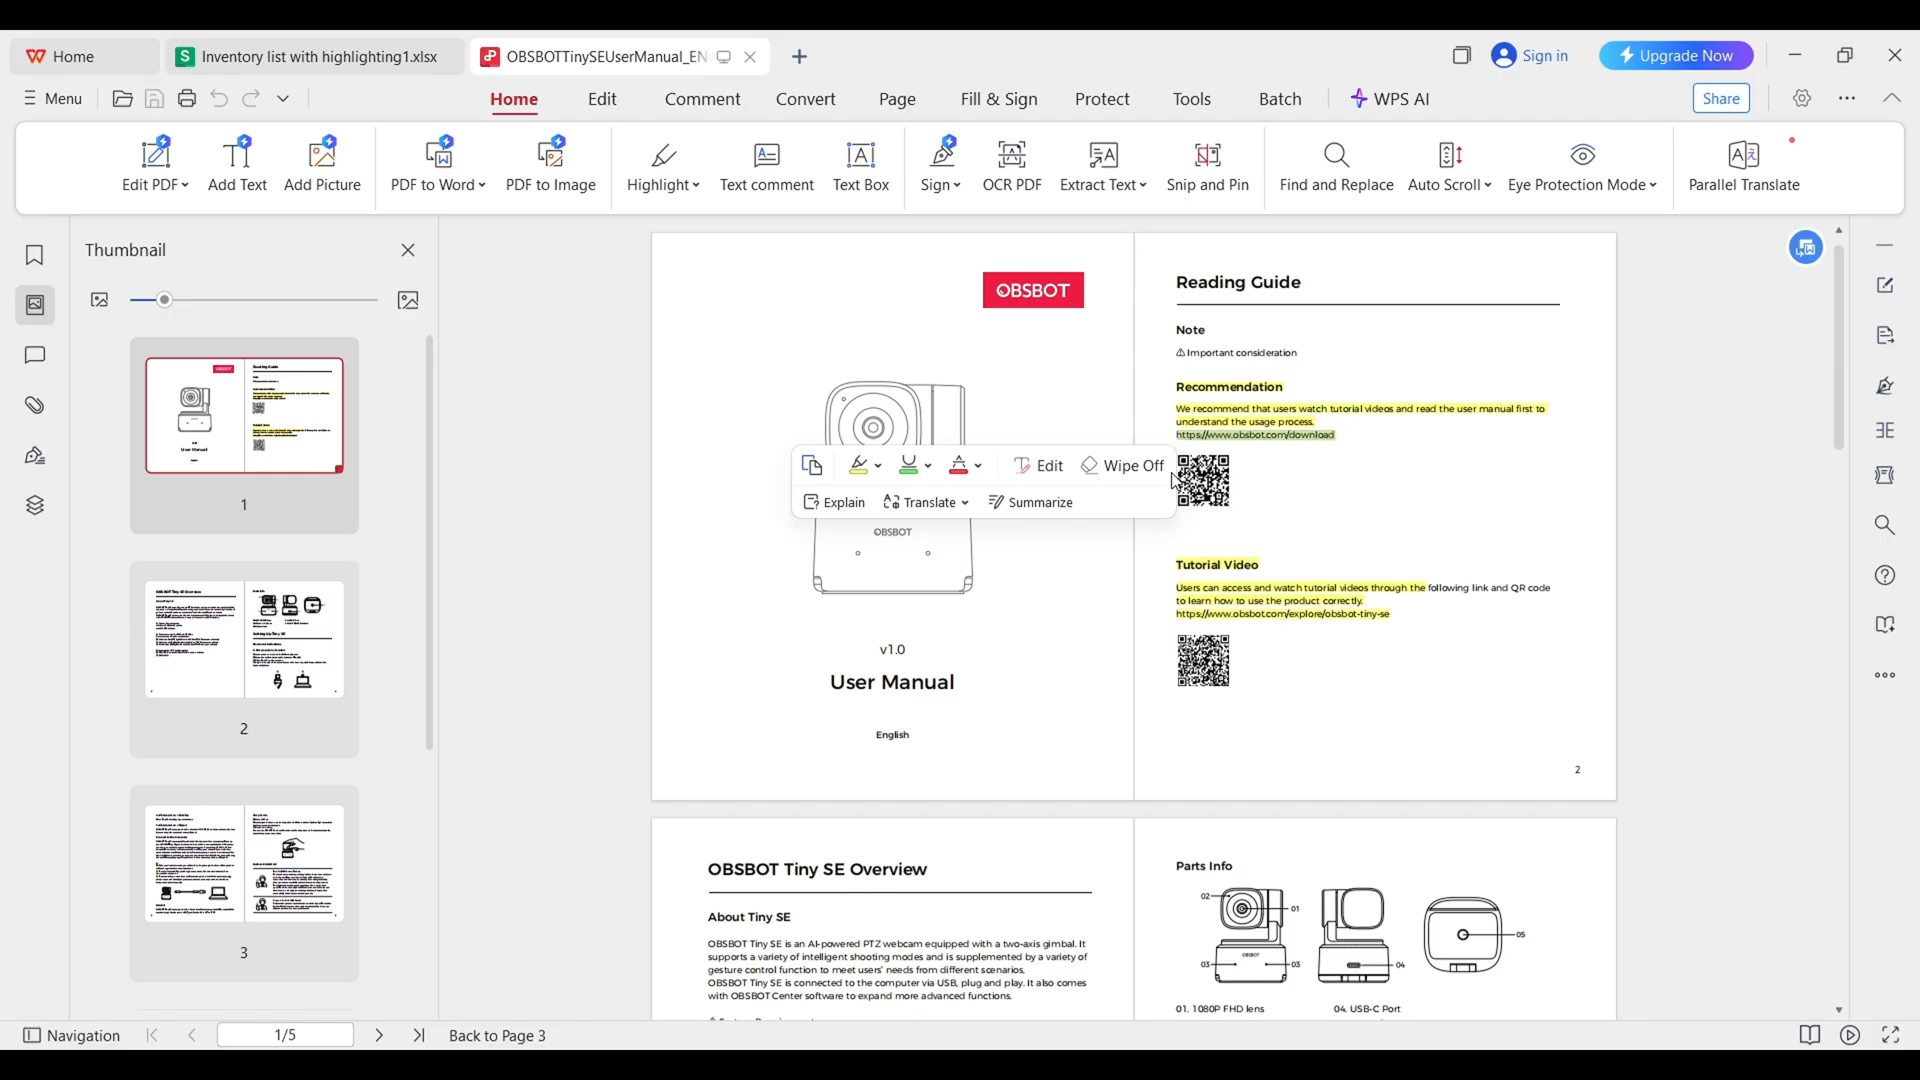 Home
Inventory list with highlighting1.xlsx
OBSBOTTinySEUserManual_EN
Sign in
Upgrade Now
Menu
Home
Edit
Comment
Convert
Page
Fill & Sign
Protect
Tools
Batch
WPS AI
Share
Edit PDF
Add Text
Add Picture
PDF to Word
PDF to Image
Highlight
Text comment
Text Box
Sign
OCR PDF
Extract Text
Snip and Pin
Find and Replace
Auto Scroll
Eye Protection Mode
Parallel Translate
Thumbnail
1
2
3
OBSBOT
OBSBOT
v1.0
User Manual
English
Edit
Wipe Off
Explain
Translate
Summarize
Reading Guide
Note
⚠ Important consideration
Recommendation
We recommend that users watch tutorial videos and read the user manual first to
understand the usage process.
https://www.obsbot.com/download
Tutorial Video
Users can access and watch tutorial videos through the following link and QR code
to learn how to use the product correctly.
https://www.obsbot.com/explore/obsbot-tiny-se
2
OBSBOT Tiny SE Overview
About Tiny SE
OBSBOT Tiny SE is an AI-powered PTZ webcam equipped with a two-axis gimbal. It
supports a variety of intelligent shooting modes and is supplemented by a variety of
gesture control function to meet users' needs from different scenarios.
OBSBOT Tiny SE is connected to the computer via USB, plug and play. It also comes
with OBSBOT Center software to expand more advanced functions.
Parts Info
02
01
03
03
04
05
OBSBOT
01. 1080P FHD lens
04. USB-C Port
Navigation
1/5
Back to Page 3